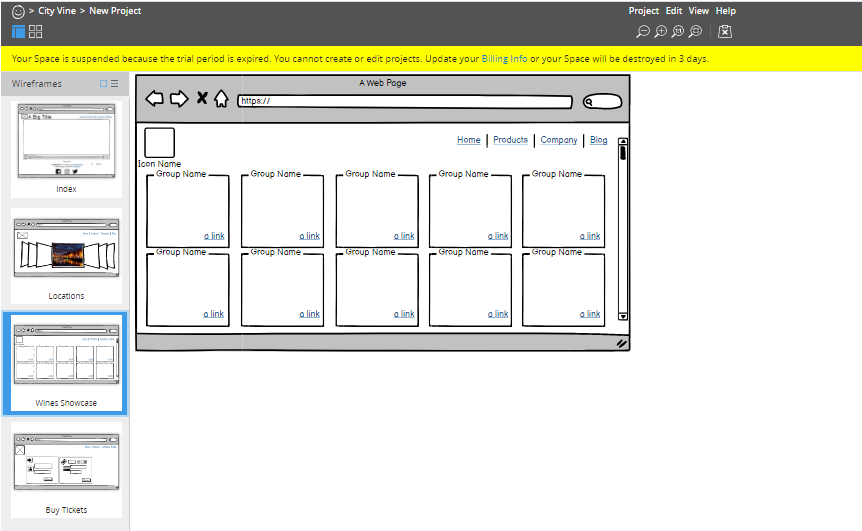 > City Vine > New Project
Project Edit View Help
Your Space is suspended because the trial period is expired. You cannot create or edit projects. Update your Billing Info or your Space will be destroyed in 3 days.
Wireframes
A Big Title
Index
Locations
Wines Showcase
Buy Tickets
A Web Page
https://
Home Products Company Blog
Icon Name
Group Name Group Name Group Name Group Name Group Name
a link a link a link a link a link
Group Name Group Name Group Name Group Name Group Name
a link a link a link a link a link